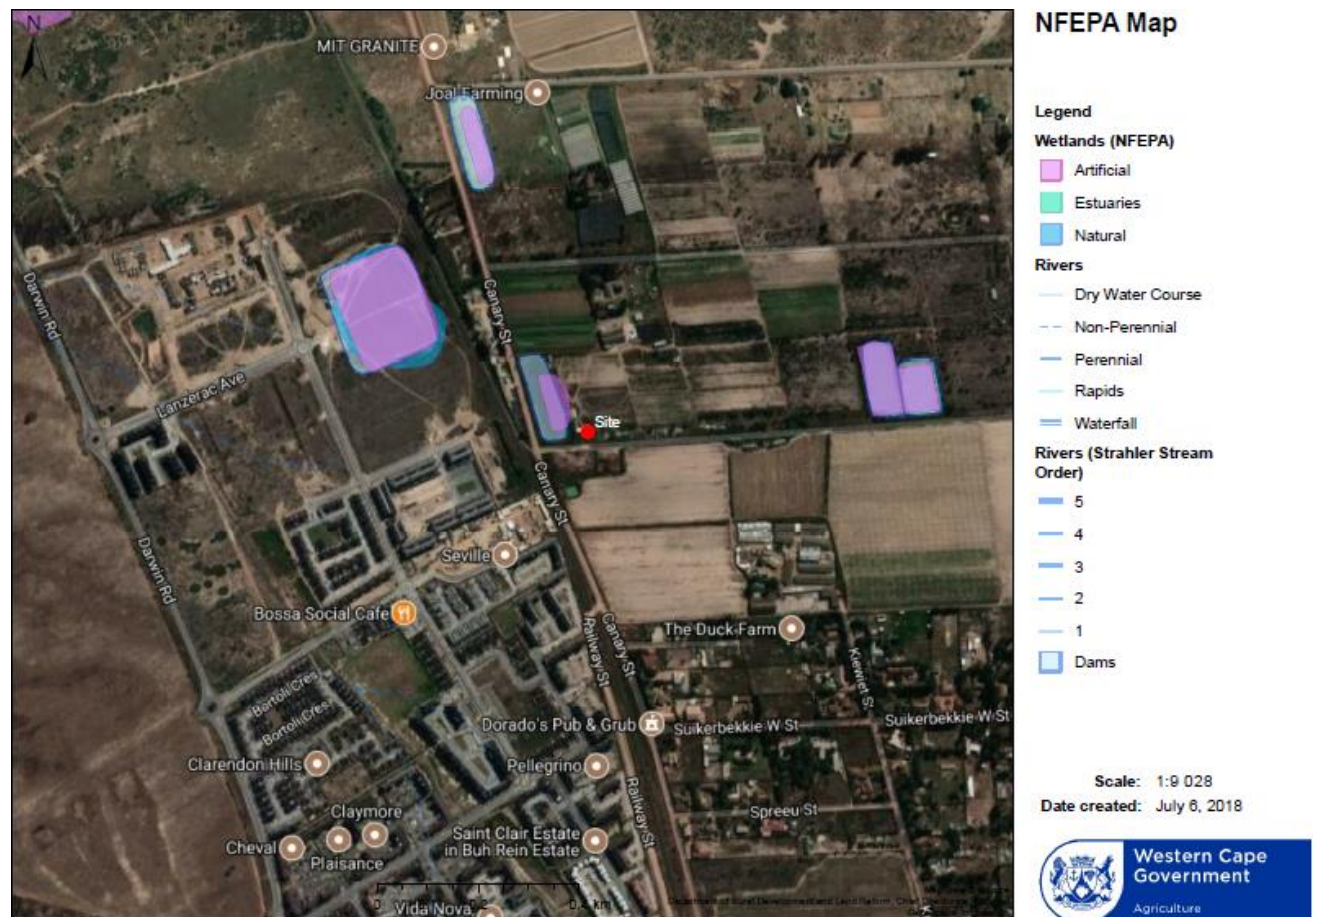 N
MIT GRANITE
Joal Farming
Canary St
Darwin Rd
Lanzerac Ave
Site
Canary St
Seville
Darwin Rd
Bossa Social Cafe
Canary St
Railway St
The Duck Farm
Kiewiet S
Bortoli Cres
Bortoli Cres
Dorado's Pub & Grub
Suikerbekkie W St
Suikerbekkie W St
Clarendon Hills
Pellegrino
Railway St
Spreeu St
Claymore
Cheval
Plaisance
Saint Clair Estate
in Buh Rein Estate
Vida Nova
NFEPA Map
Legend
Wetlands (NFEPA)
Artificial
Estuaries
Natural
Rivers
Dry Water Course
Non-Perennial
Perennial
Rapids
Waterfall
Rivers (Strahler Stream
Order)
5
4
3
2
1
Dams
Scale: 1:9 028
Date created: July 6, 2018
Western Cape
Government
Agriculture